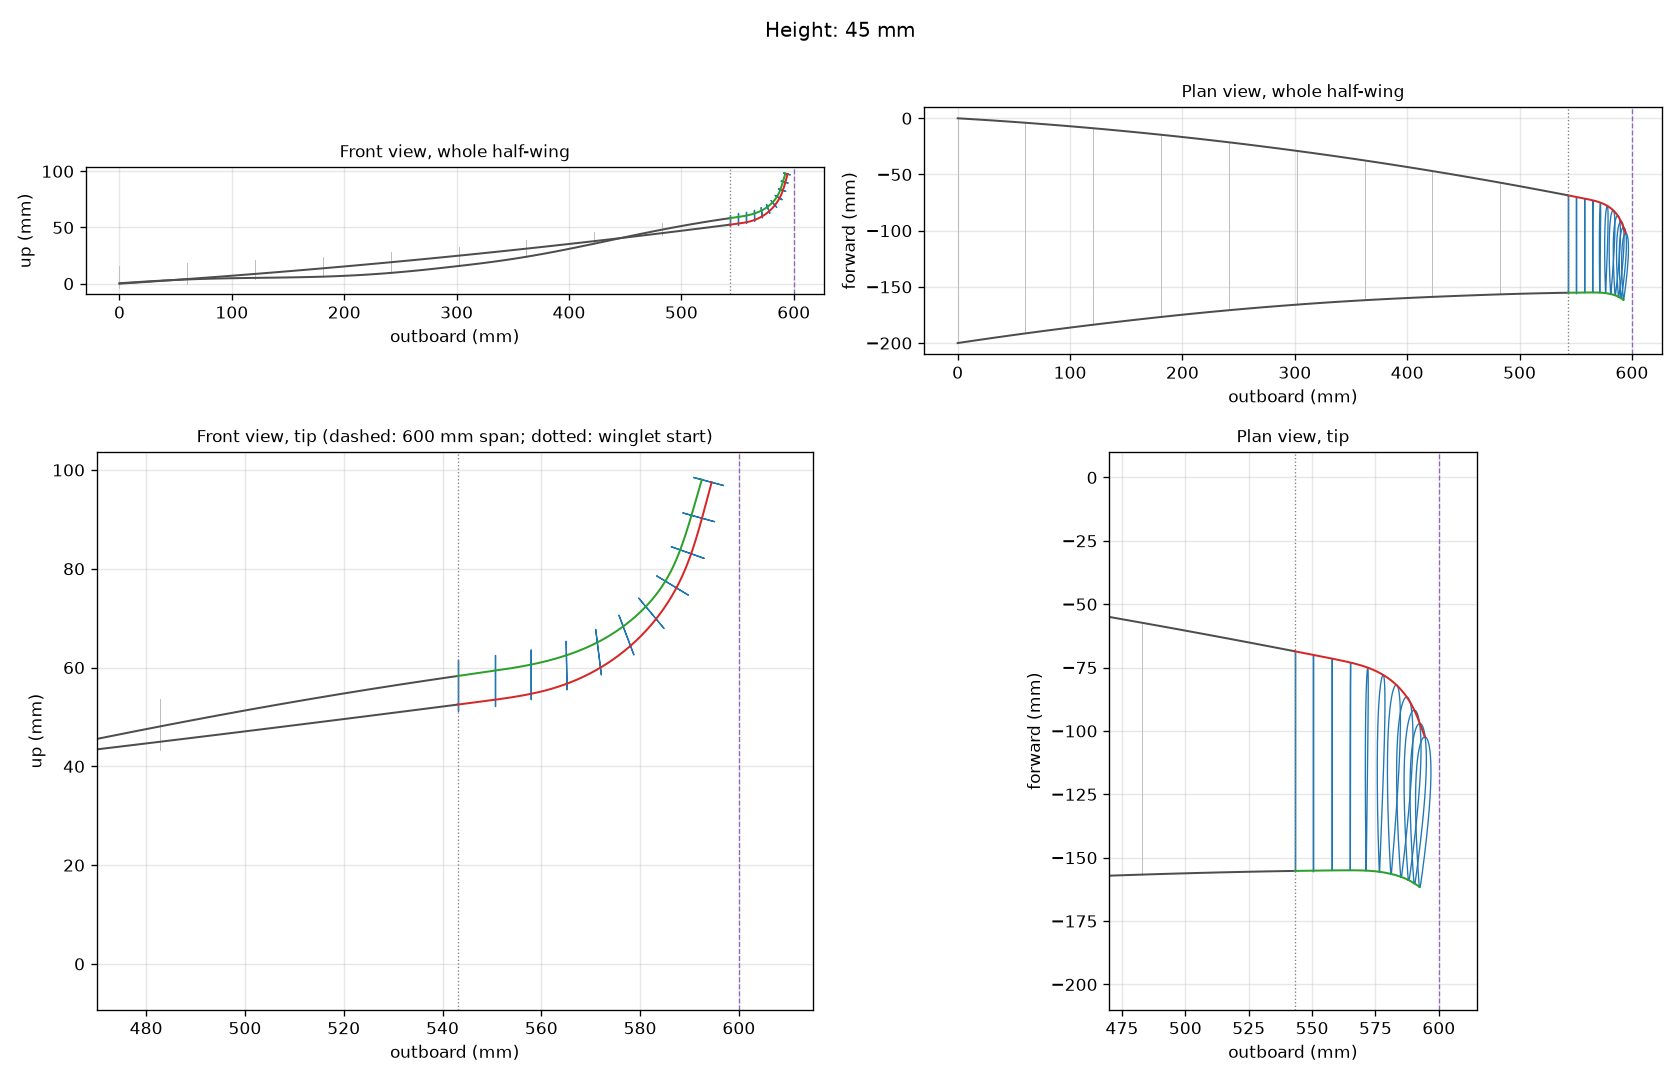 Height: 45 mm
Front view, whole half-wing
100
50
0
up (mm)
0 100 200 300 400 500 600
outboard (mm)
Plan view, whole half-wing
0
−50
−100
−150
−200
forward (mm)
0 100 200 300 400 500 600
outboard (mm)
Front view, tip (dashed: 600 mm span; dotted: winglet start)
100
80
60
40
20
0
up (mm)
480 500 520 540 560 580 600
outboard (mm)
Plan view, tip
0
−25
−50
−75
−100
−125
−150
−175
−200
forward (mm)
475 500 525 550 575 600
outboard (mm)